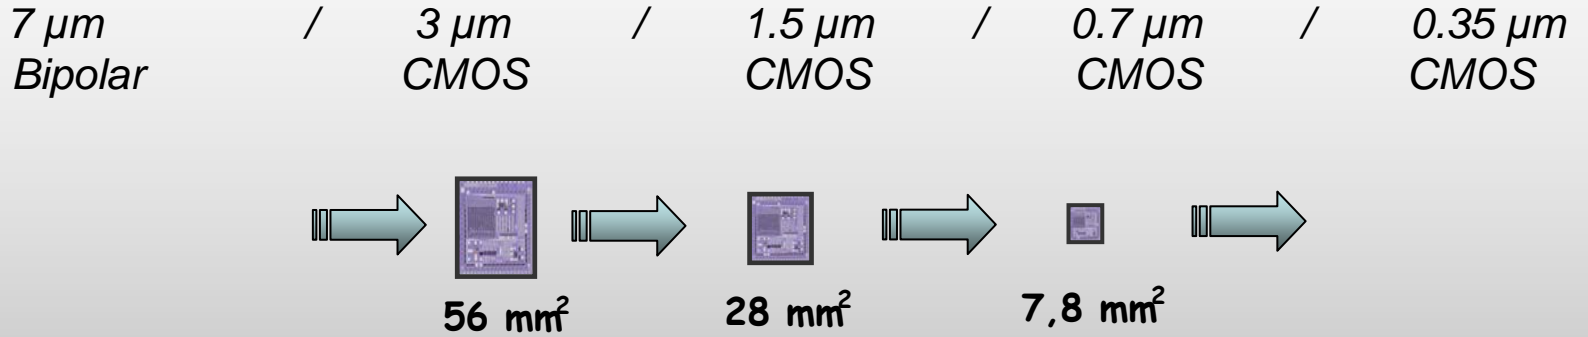 7 µm / 3 µm / 1.5 µm / 0.7 µm / 0.35 µm
Bipolar CMOS CMOS CMOS CMOS
56 mm² 28 mm² 7,8 mm²